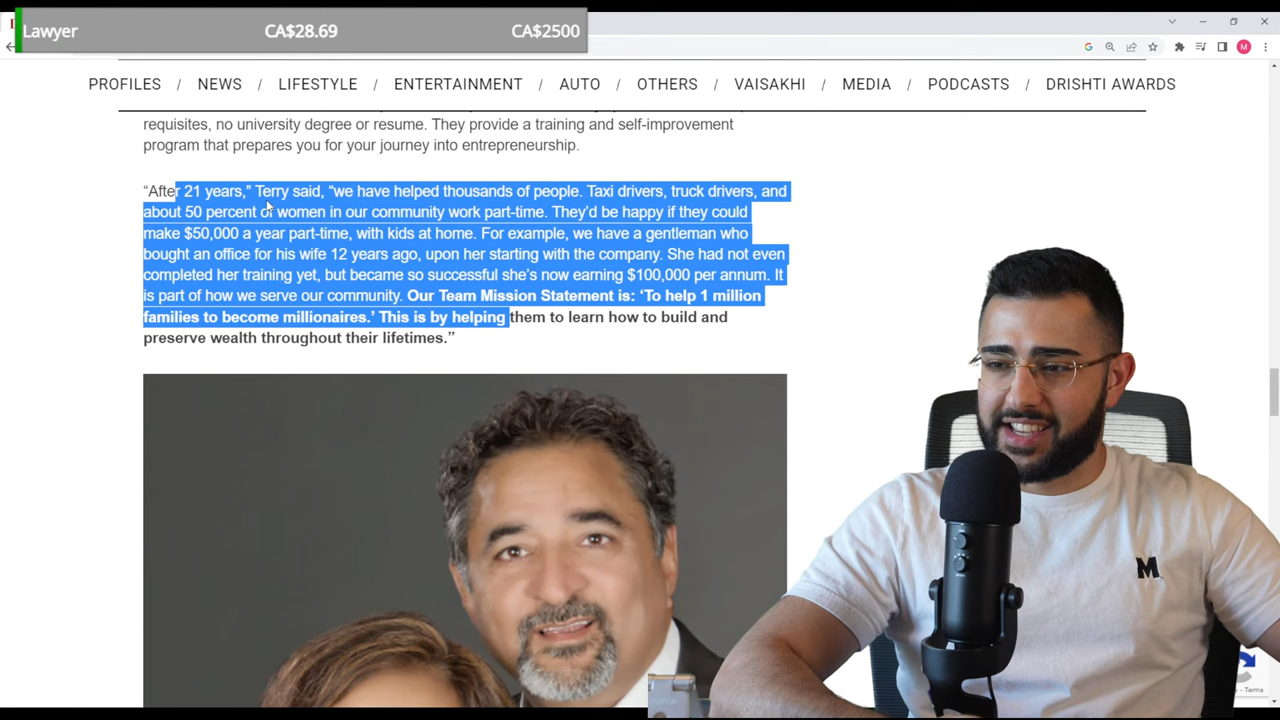 Lawyer CA$28.69 CA$2500
PROFILES / NEWS / LIFESTYLE / ENTERTAINMENT / AUTO / OTHERS / VAISAKHI / MEDIA / PODCASTS / DRISHTI AWARDS
requisites, no university degree or resume. They provide a training and self-improvement
program that prepares you for your journey into entrepreneurship.
“After 21 years,” Terry said, “we have helped thousands of people. Taxi drivers, truck drivers, and
about 50 percent of women in our community work part-time. They’d be happy if they could
make $50,000 a year part-time, with kids at home. For example, we have a gentleman who
bought an office for his wife 12 years ago, upon her starting with the company. She had not even
completed her training yet, but became so successful she’s now earning $100,000 per annum. It
is part of how we serve our community. Our Team Mission Statement is: ‘To help 1 million
families to become millionaires.’ This is by helping them to learn how to build and
preserve wealth throughout their lifetimes.”
M
M
- Terms